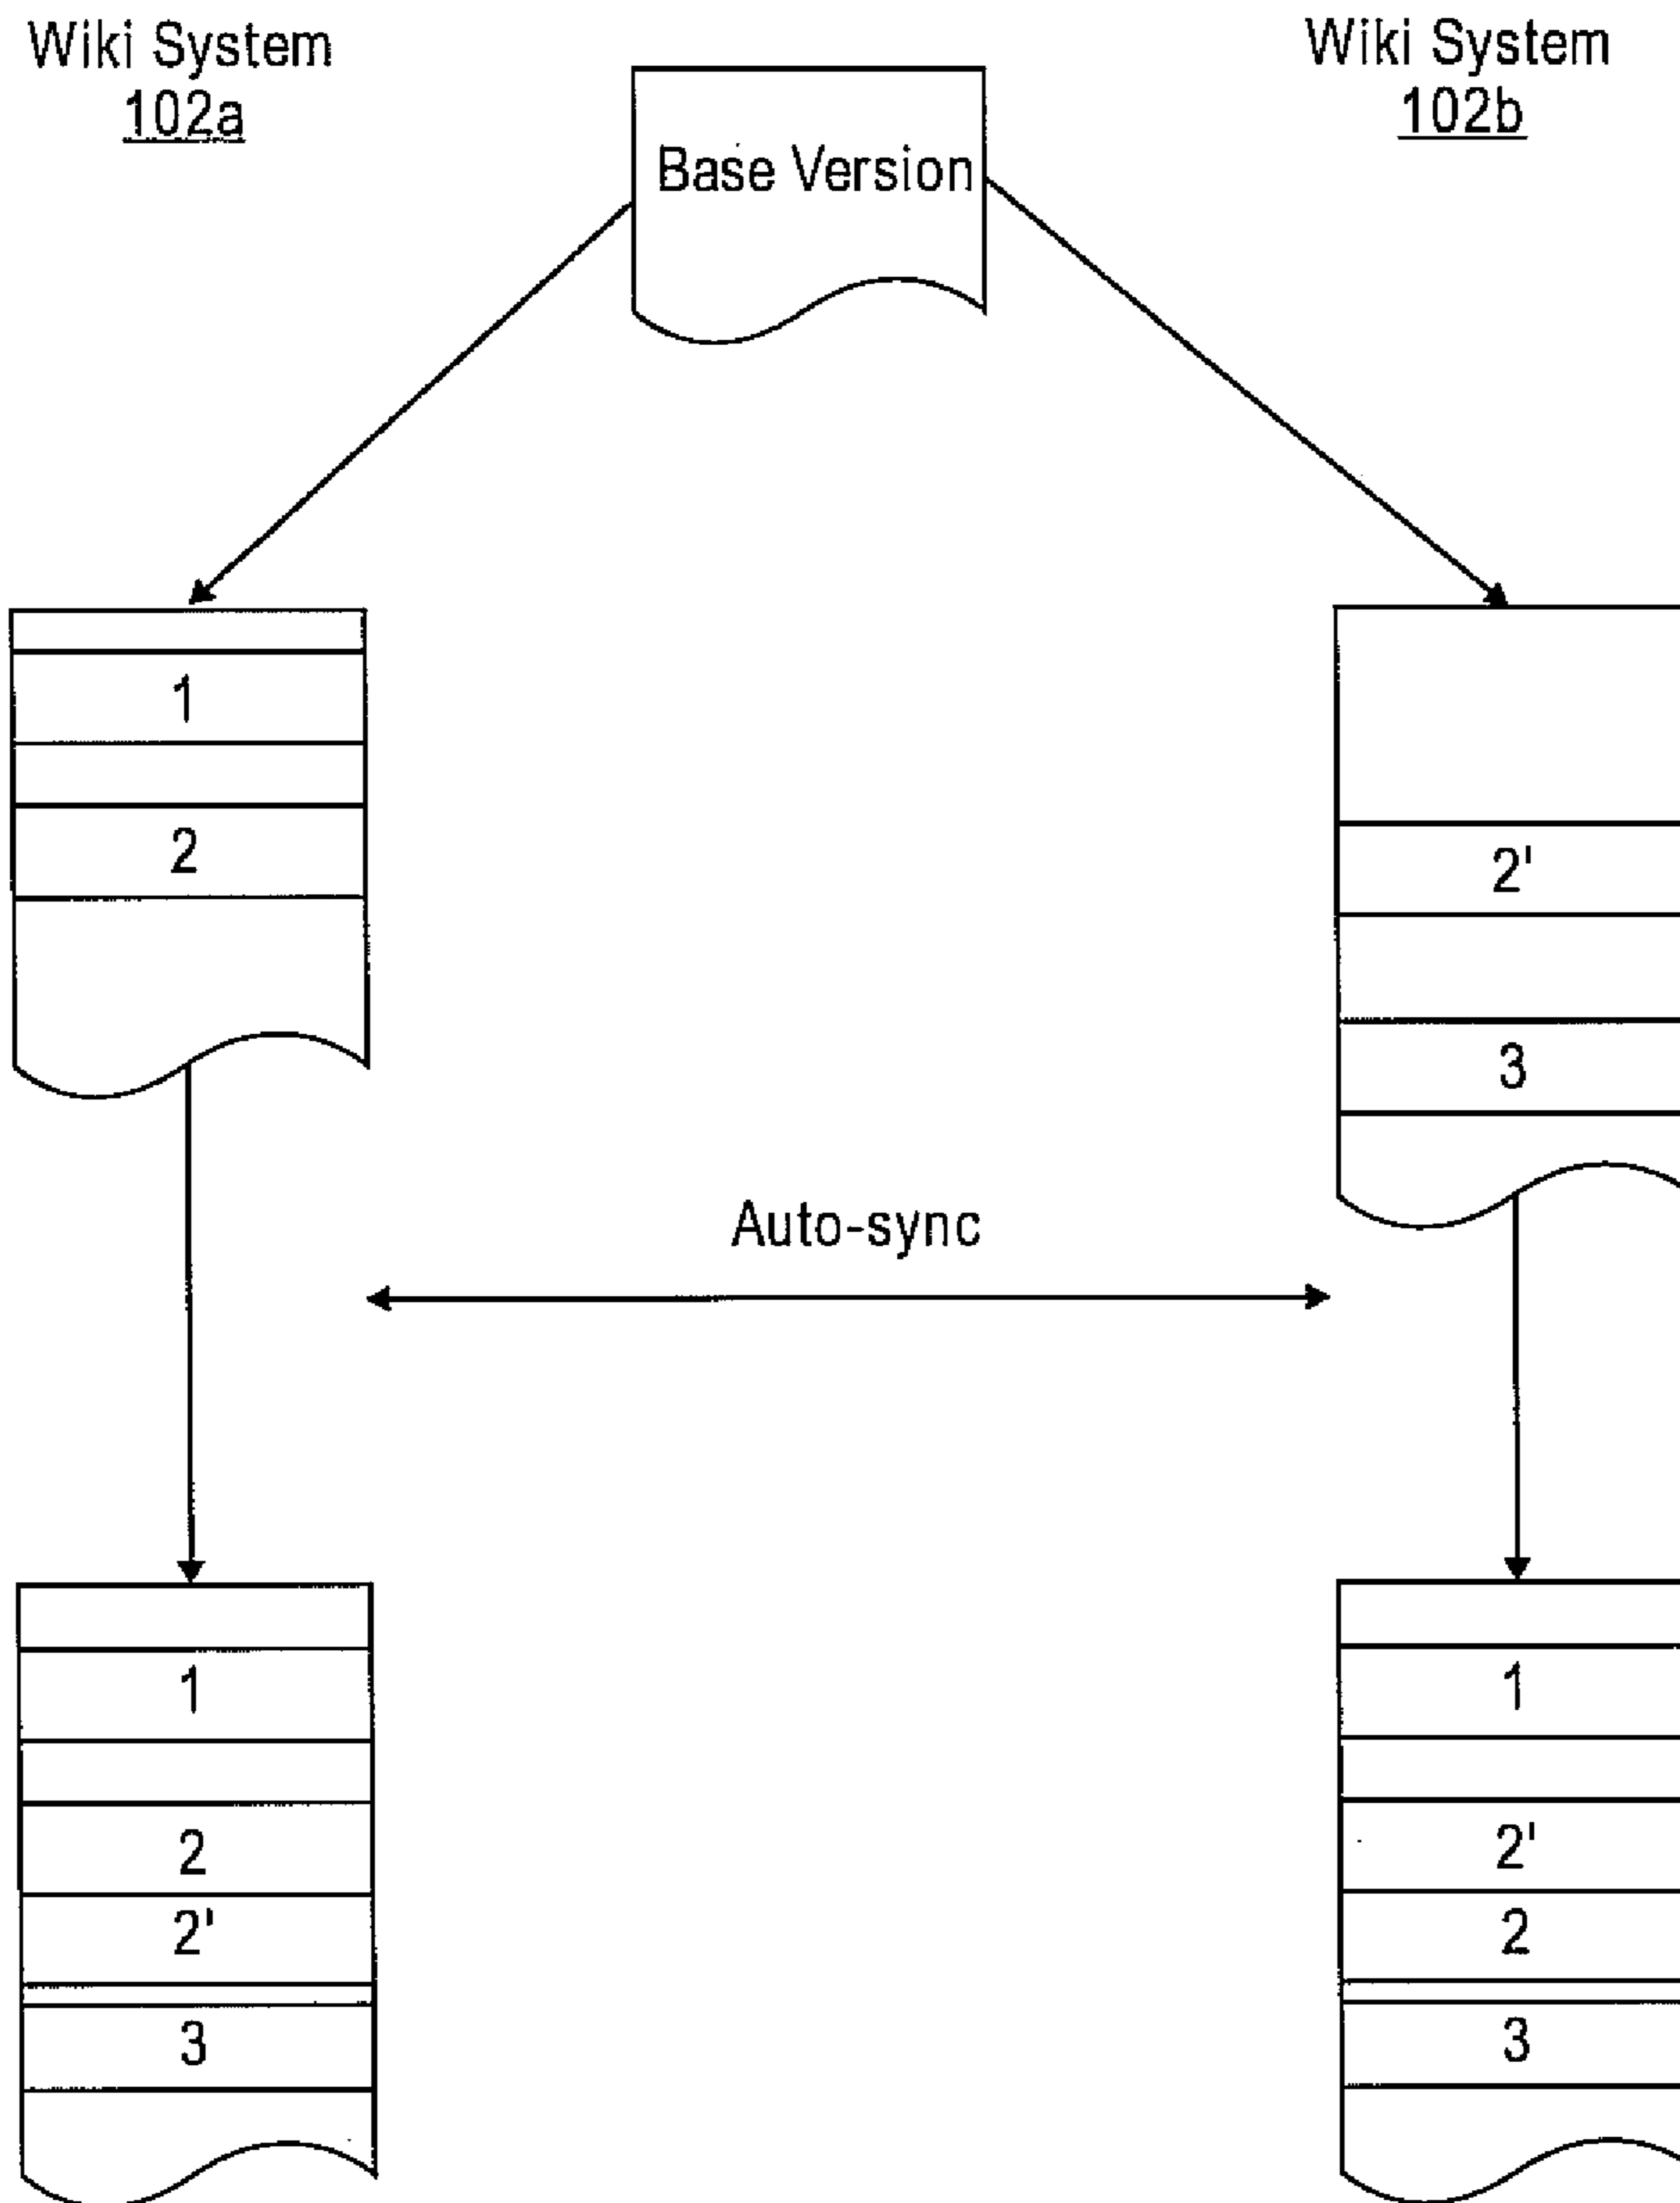 Wiki System
102a
Wiki System
102b
Base Version
1
2
2'
3
Auto-sync
1
2
2'
3
1
2'
2
3